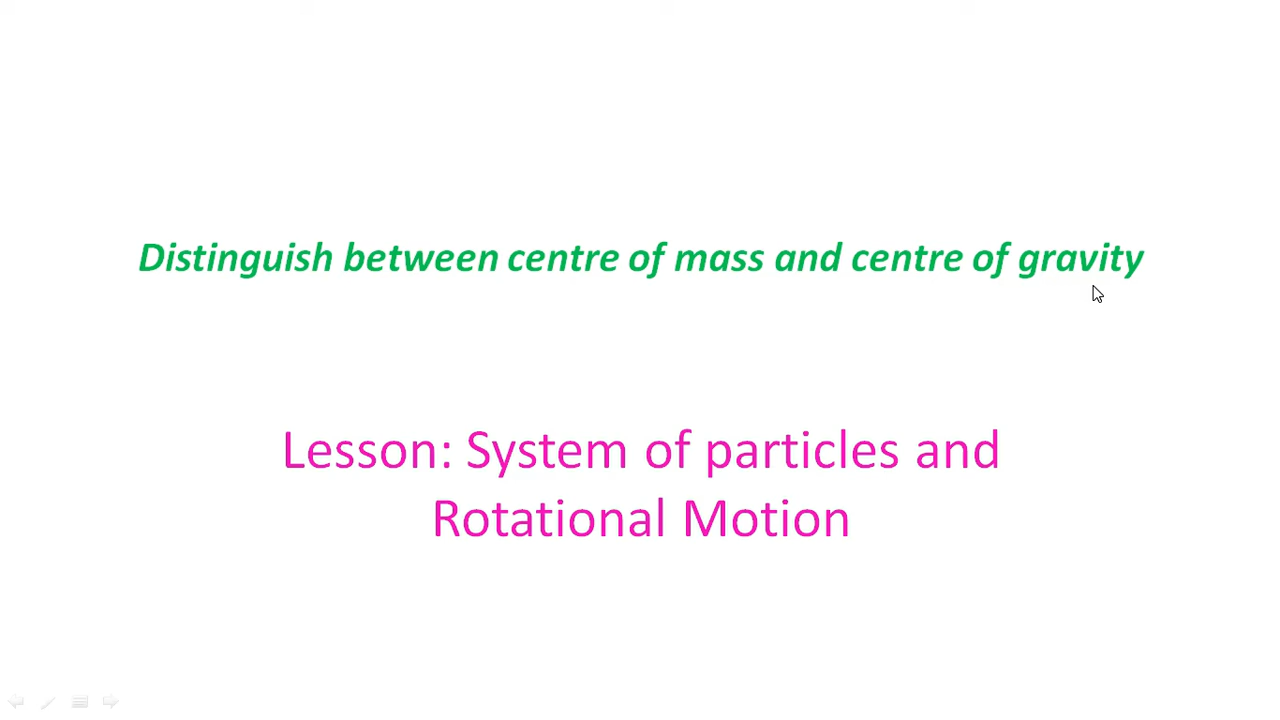 Distinguish between centre of mass and centre of gravity
Lesson: System of particles and
Rotational Motion